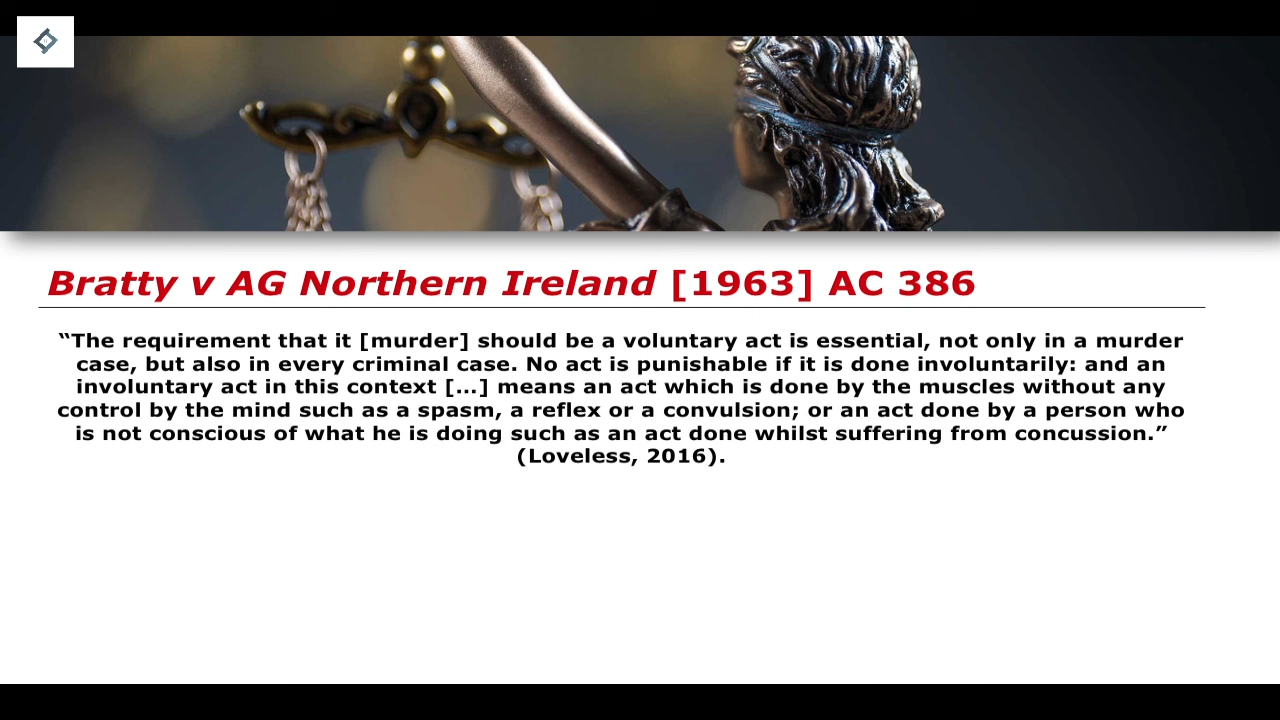 Bratty v AG Northern Ireland [1963] AC 386
“The requirement that it [murder] should be a voluntary act is essential, not only in a murder
case, but also in every criminal case. No act is punishable if it is done involuntarily: and an
involuntary act in this context […] means an act which is done by the muscles without any
control by the mind such as a spasm, a reflex or a convulsion; or an act done by a person who
is not conscious of what he is doing such as an act done whilst suffering from concussion.”
(Loveless, 2016).